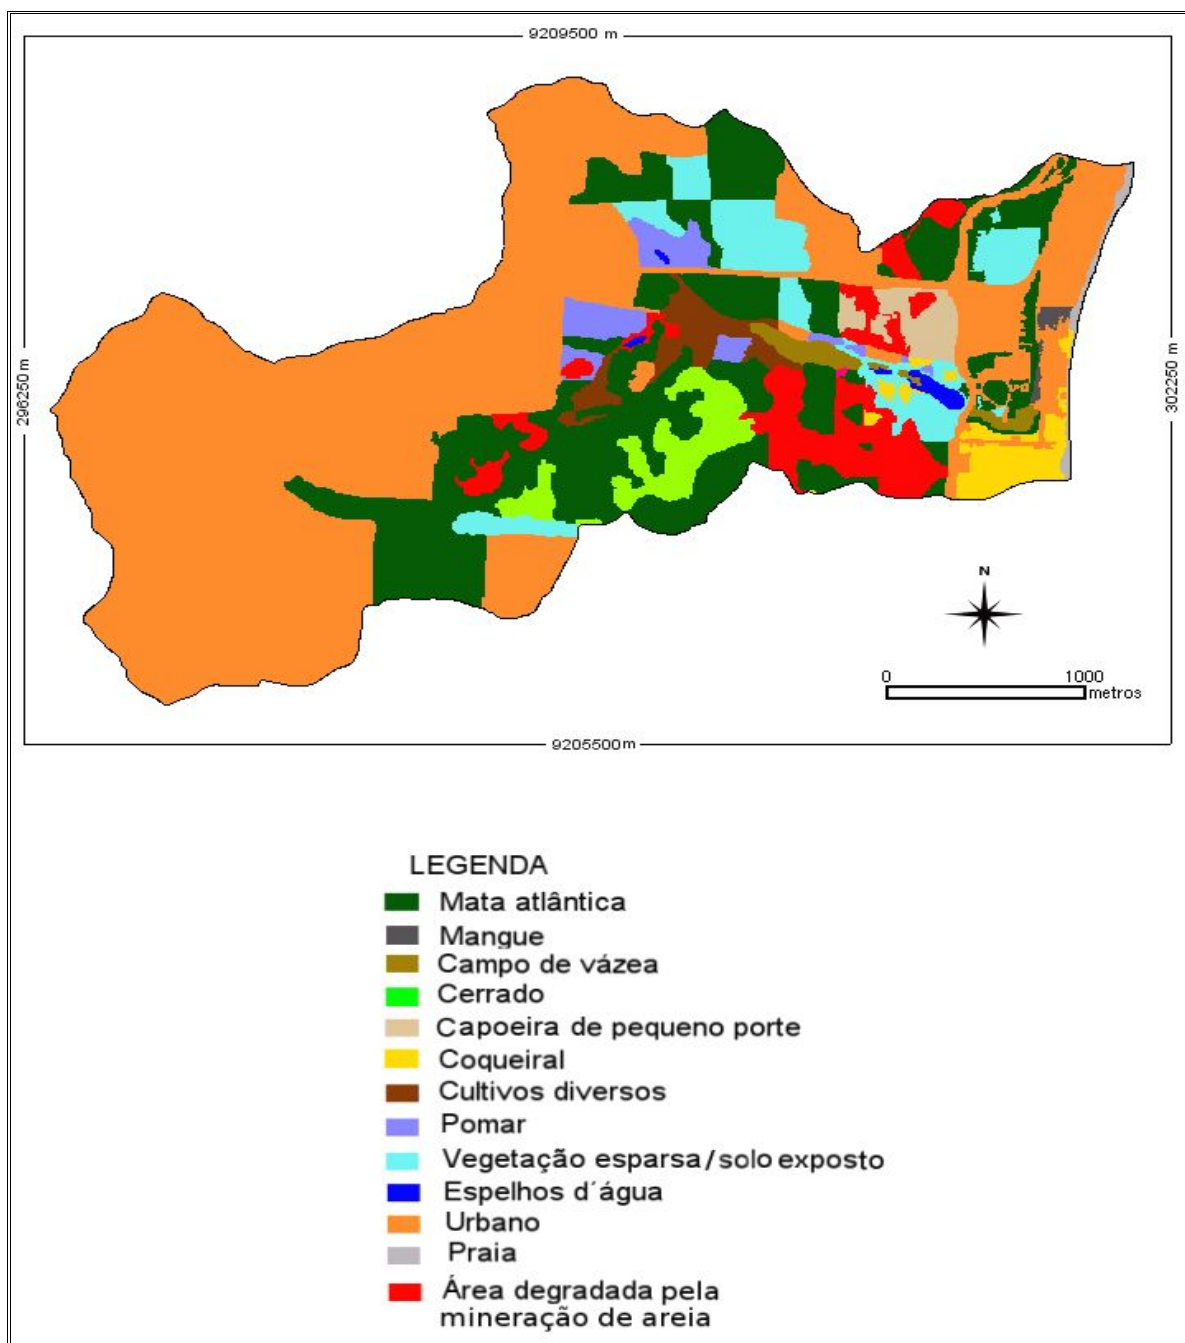 9209500 m
296250 m
302250 m
N
0 1000
metros
9205500 m
LEGENDA
Mata atlântica
Mangue
Campo de vázea
Cerrado
Capoeira de pequeno porte
Coqueiral
Cultivos diversos
Pomar
Vegetação esparsa/solo exposto
Espelhos d´água
Urbano
Praia
Área degradada pela
mineração de areia